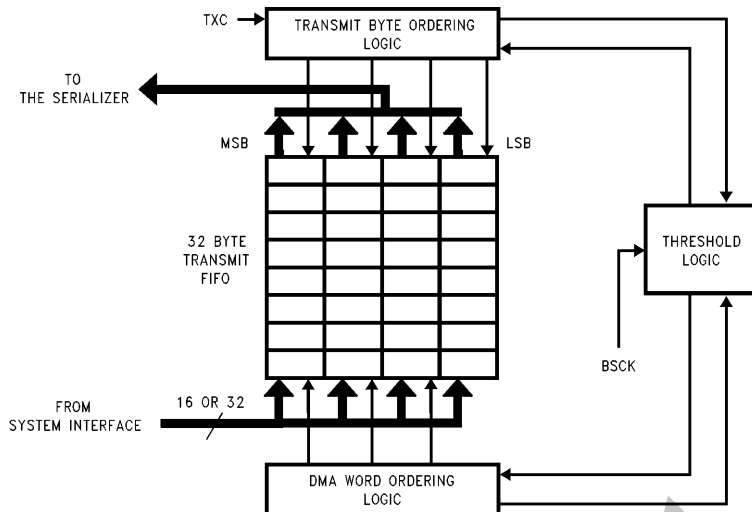 TXC
TRANSMIT BYTE ORDERING
LOGIC
TO
THE SERIALIZER
MSB
LSB
32 BYTE
TRANSMIT
FIFO
THRESHOLD
LOGIC
BSCK
FROM
SYSTEM INTERFACE
16 OR 32
DMA WORD ORDERING
LOGIC